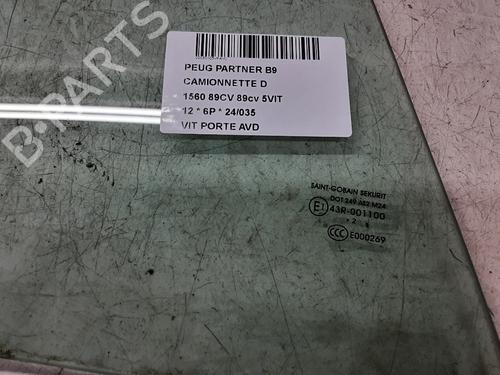 B-PARTS
PEUG PARTNER B9
CAMIONNETTE D
1560 89CV 89cv 5VIT
12 * 6P * 24/035
VIT PORTE AVD
SAINT-GOBAIN SEKURIT
DOT 249 AS2 M24
E1 43R-001100
2
CCC E000269